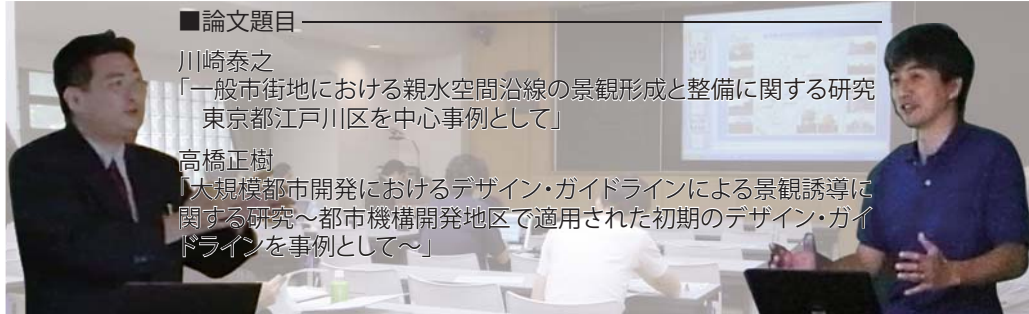 ■論文題目
川崎泰之
「一般市街地における親水空間沿線の景観形成と整備に関する研究
東京都江戸川区を中心事例として」
高橋正樹
「大規模都市開発におけるデザイン・ガイドラインによる景観誘導に
関する研究～都市機構開発地区で適用された初期のデザイン・ガイ
ドラインを事例として～」